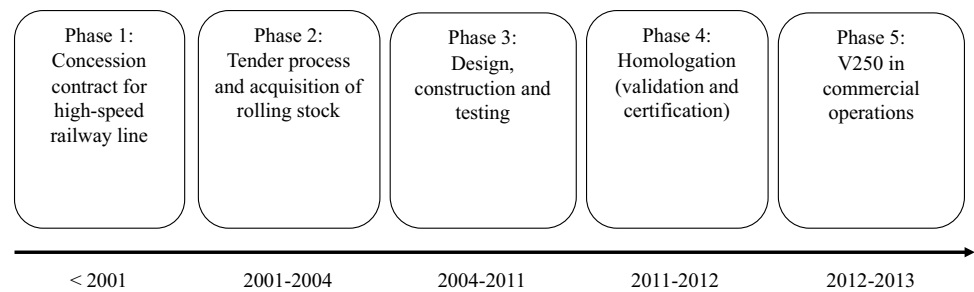 Phase 1:
Concession
contract for
high-speed
railway line
Phase 2:
Tender process
and acquisition of
rolling stock
Phase 3:
Design,
construction and
testing
Phase 4:
Homologation
(validation and
certification)
Phase 5:
V250 in
commercial
operations
< 2001
2001-2004
2004-2011
2011-2012
2012-2013